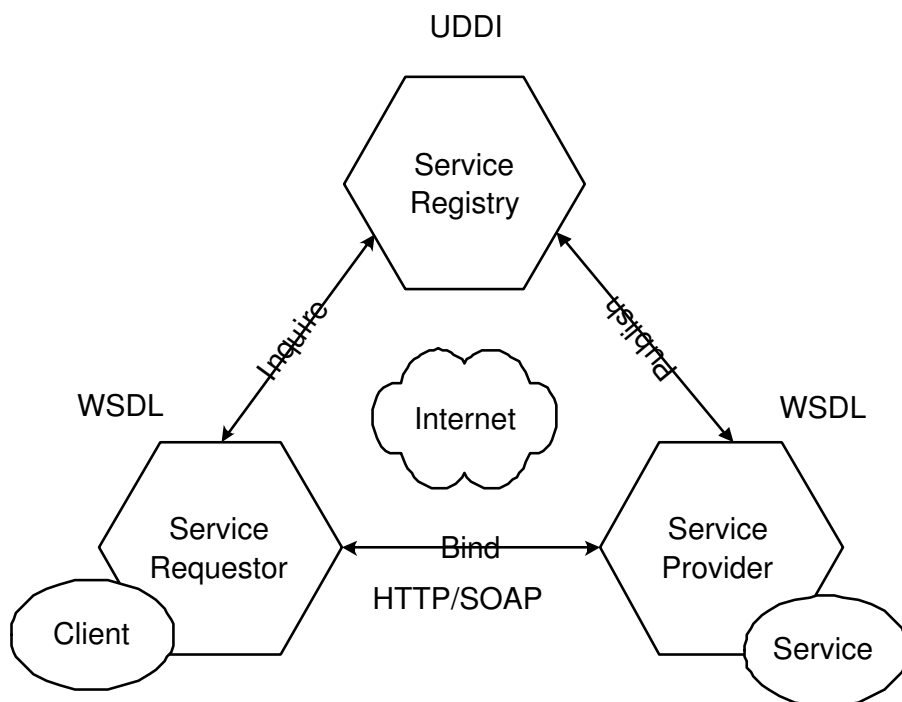 UDDI
Service
Registry
Inquire
Publish
Internet
WSDL
WSDL
Service
Requestor
Bind
Service
Provider
HTTP/SOAP
Client
Service